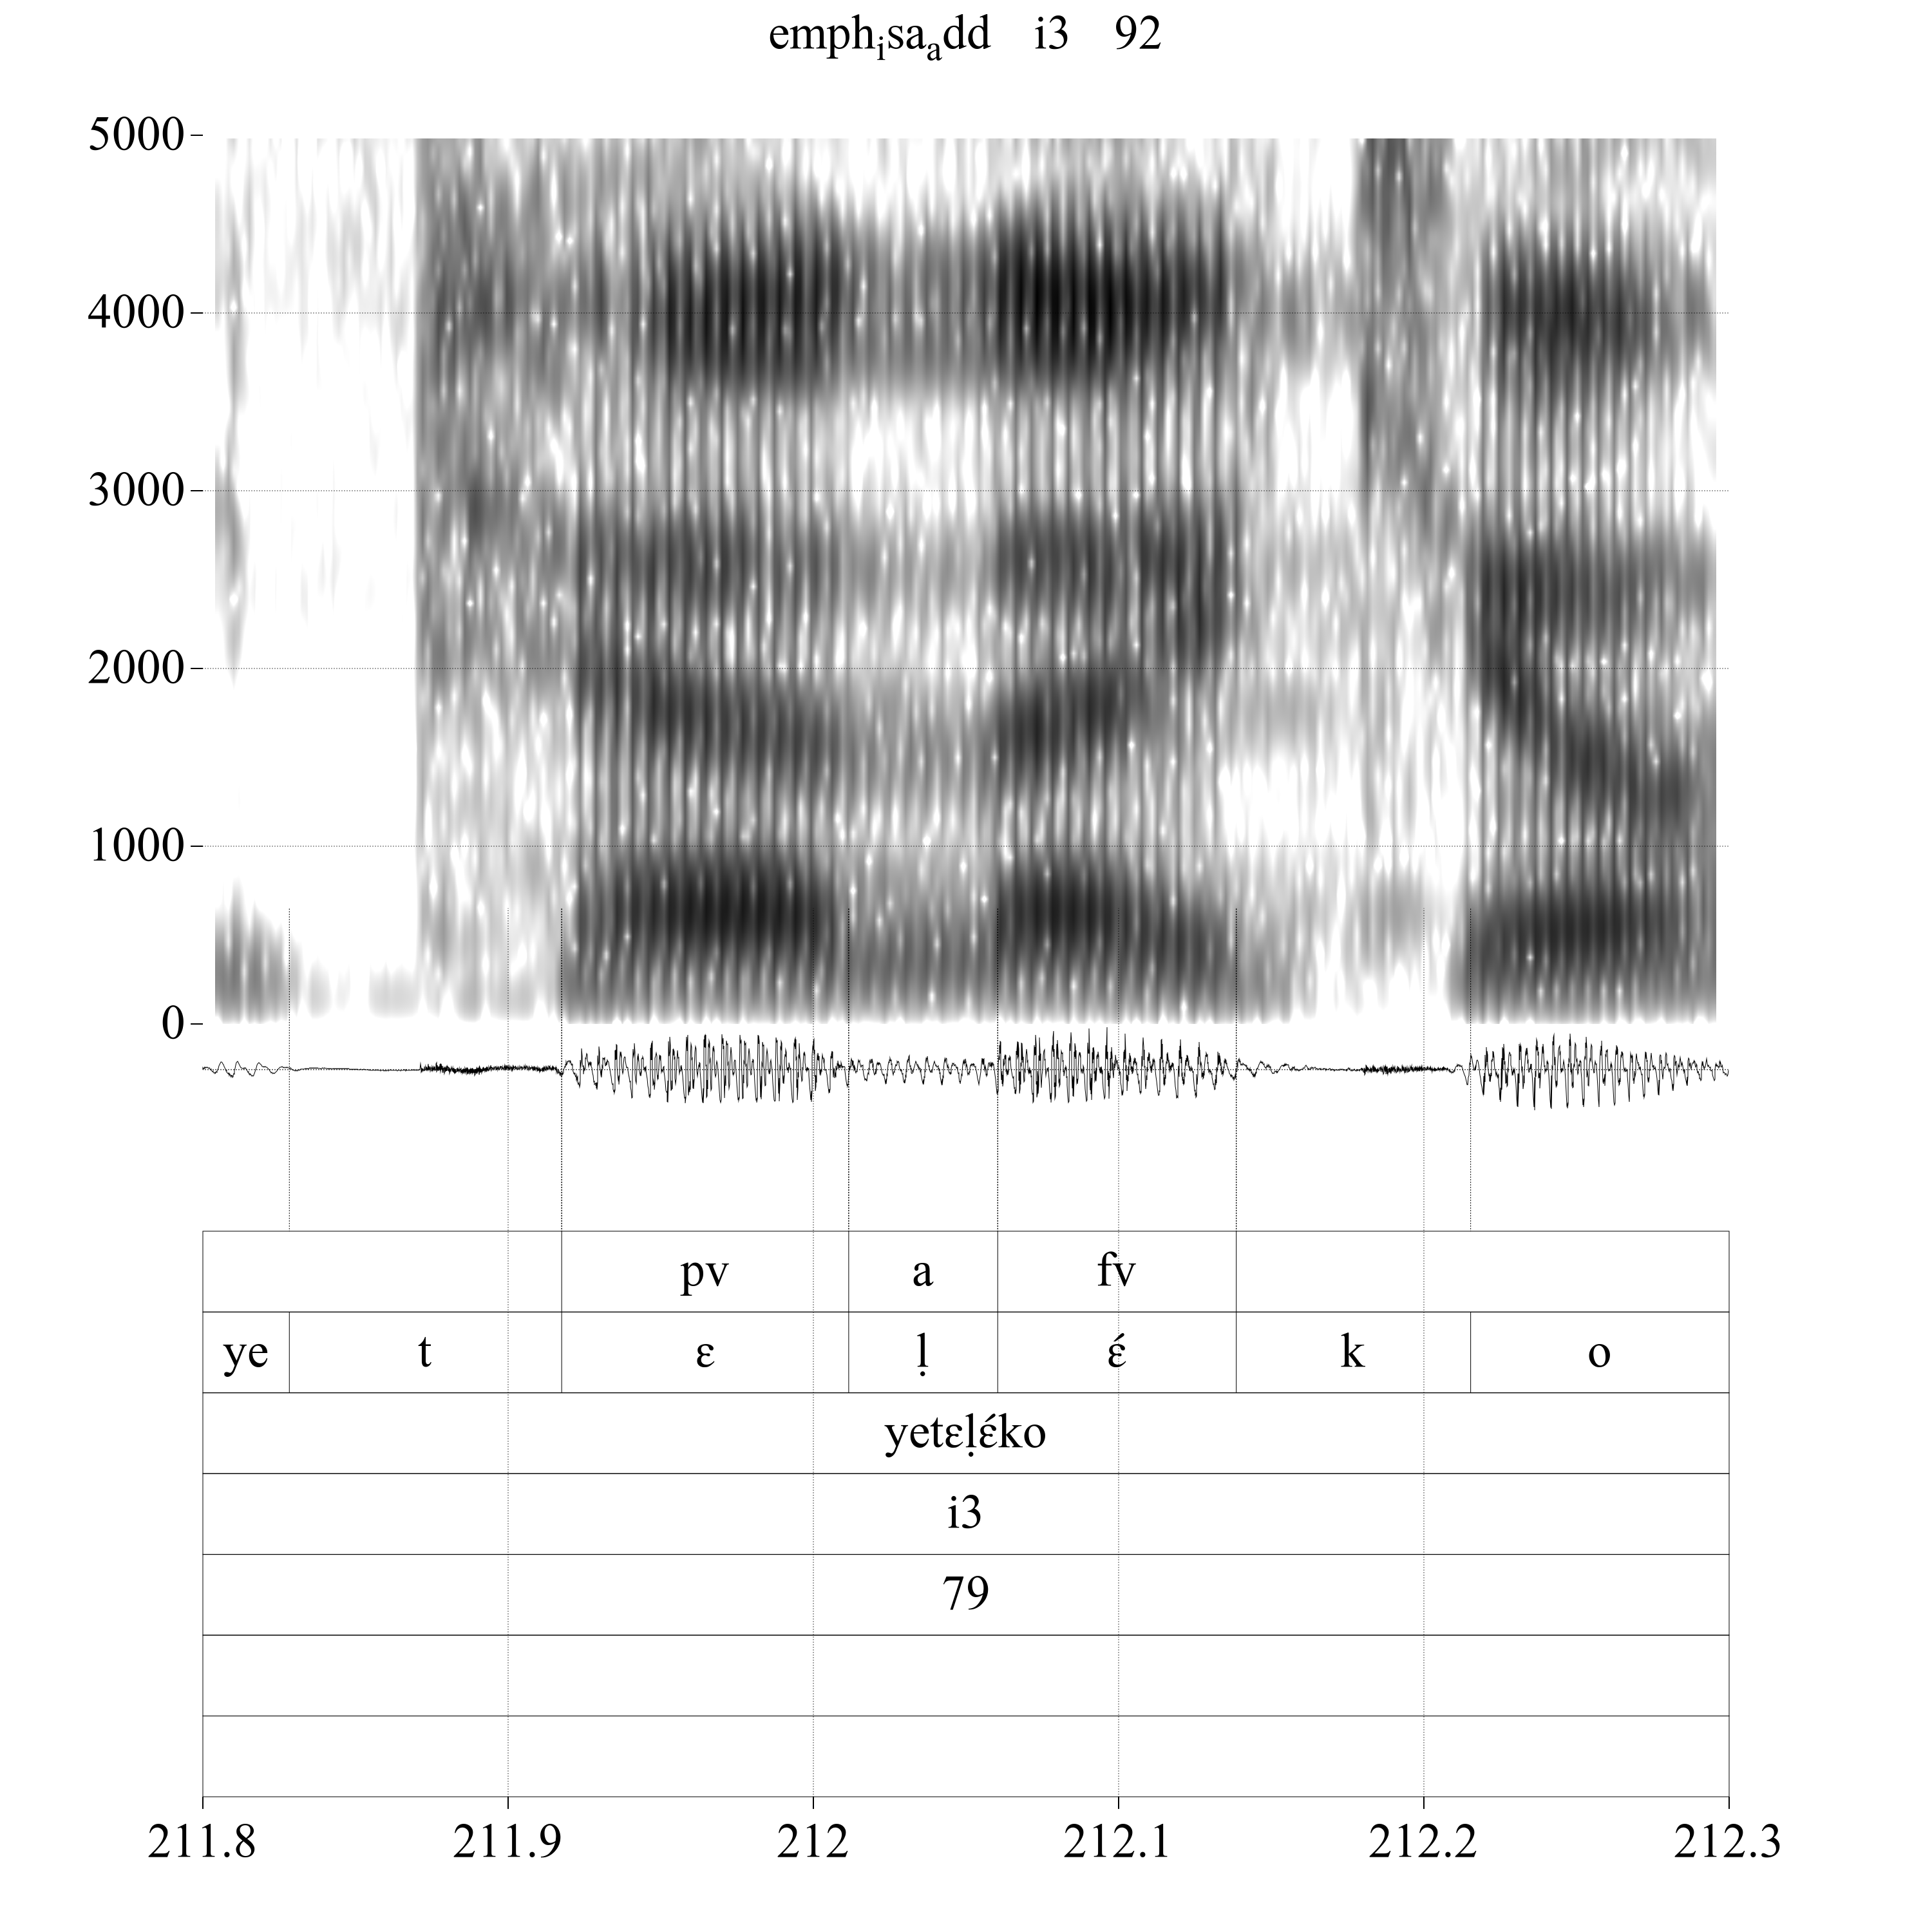 emphᵢsaₐdd i3 92
5000
4000
3000
2000
1000
0
pv a fv
ye t ɛ ḷ ɛ́ k o
yetɛḷɛ́ko
i3
79
211.8 211.9 212 212.1 212.2 212.3